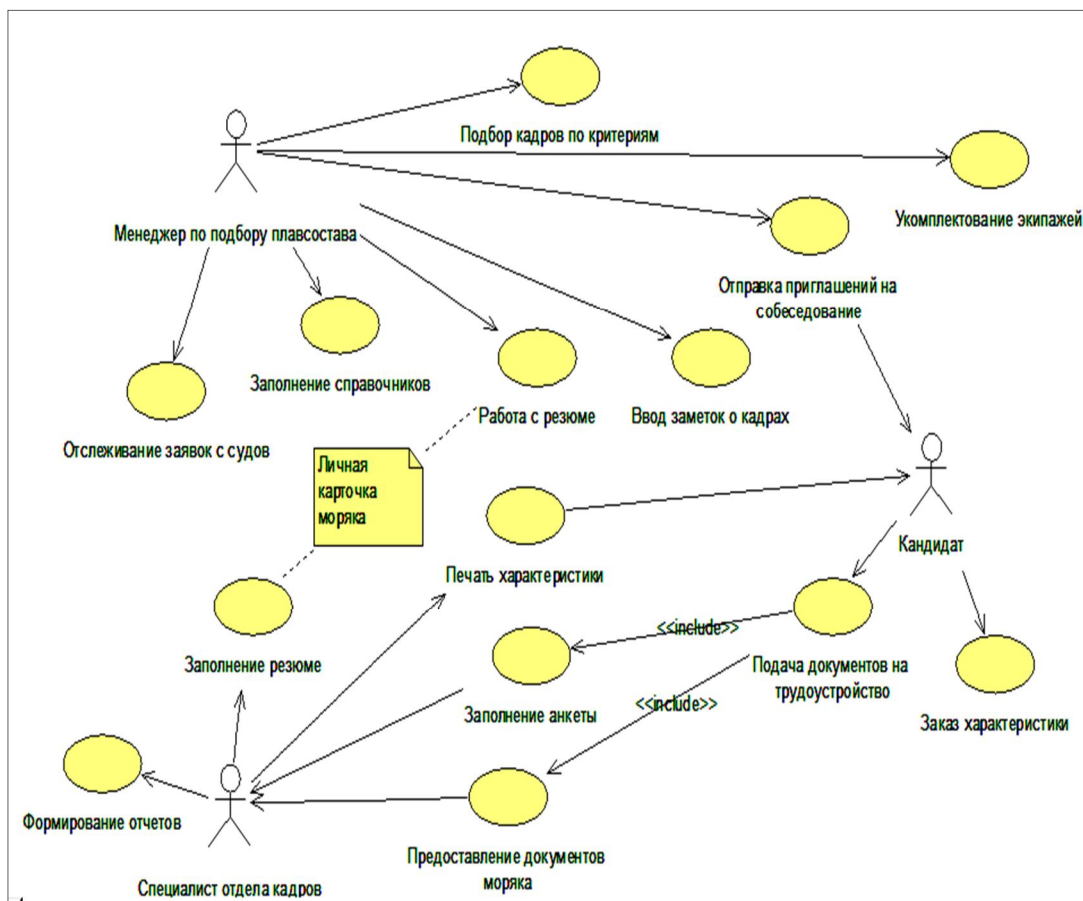 Подбор кадров по критериям
Укомплектование экипажей
Менеджер по подбору плавсостава
Отправка приглашений на
собеседование
Заполнение справочников
Работа с резюме
Ввод заметок о кадрах
Отслеживание заявок с судов
Личная
карточка
моряка
Кандидат
Печать характеристики
<<include>>
Заполнение резюме
Подача документов на
трудоустройство
<<include>>
Заполнение анкеты
Заказ характеристики
Формирование отчетов
Предоставление документов
моряка
Специалист отдела кадров